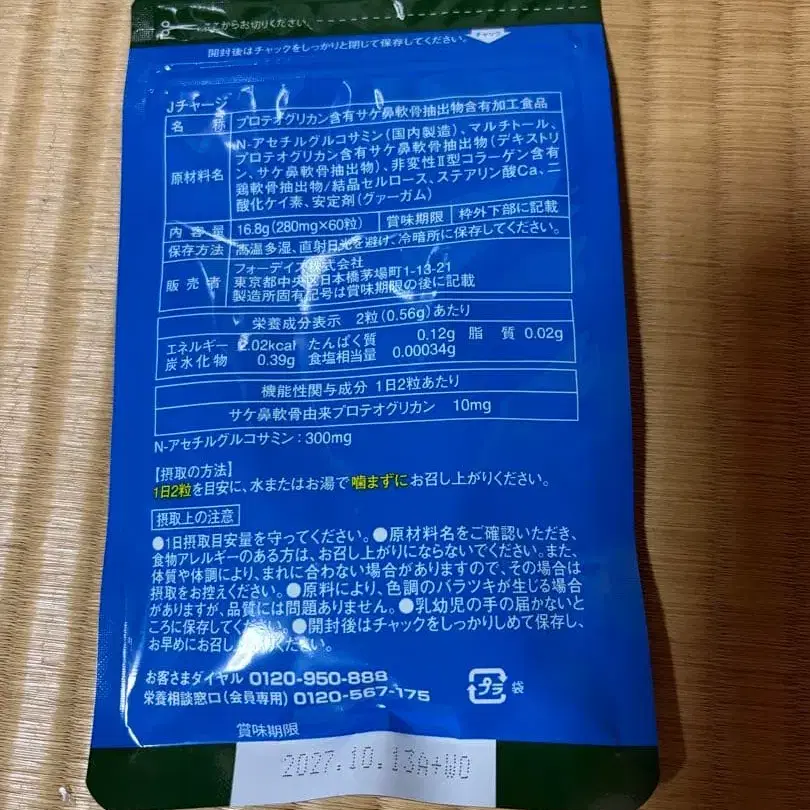 ここからお切りください。
開封後はチャックをしっかりと閉じて保存してください。
チャック
Jチャージ
名 称 プロテオグリカン含有サケ鼻軟骨抽出物含有加工食品
原材料名 N-アセチルグルコサミン(国内製造)、マルチトール、
プロテオグリカン含有サケ鼻軟骨抽出物(デキストリ
ン、サケ鼻軟骨抽出物)、非変性Ⅱ型コラーゲン含有
鶏軟骨抽出物/結晶セルロース、ステアリン酸Ca、二
酸化ケイ素、安定剤(グァーガム)
内 容 量 16.8g(280mg×60粒) 賞味期限 枠外下部に記載
保存方法 高温多湿、直射日光を避け、冷暗所に保存してください。
販 売 者 フォーデイズ株式会社
東京都中央区日本橋茅場町1-13-21
製造所固有記号は賞味期限の後に記載
栄養成分表示 2粒(0.56g)あたり
エネルギー 2.02kcal たんぱく質 0.12g 脂 質 0.02g
炭水化物 0.39g 食塩相当量 0.00034g
機能性関与成分 1日2粒あたり
サケ鼻軟骨由来プロテオグリカン 10mg
N-アセチルグルコサミン:300mg
【摂取の方法】
1日2粒を目安に、水またはお湯で噛まずにお召し上がりください。
摂取上の注意
●1日摂取目安量を守ってください。●原材料名をご確認いただき、
食物アレルギーのある方は、お召し上がりにならないでください。また、
体質や体調により、まれに合わない場合がありますので、その場合は
摂取をお控えください。●原料により、色調のバラツキが生じる場合
がありますが、品質には問題ありません。●乳幼児の手の届かないと
ころに保存してください。●開封後はチャックをしっかりしめて保存し、
お早めにお召し上がりください。
お客さまダイヤル 0120-950-888
栄養相談窓口(会員専用) 0120-567-175
プラ 袋
賞味期限
2027.10.13A+WO